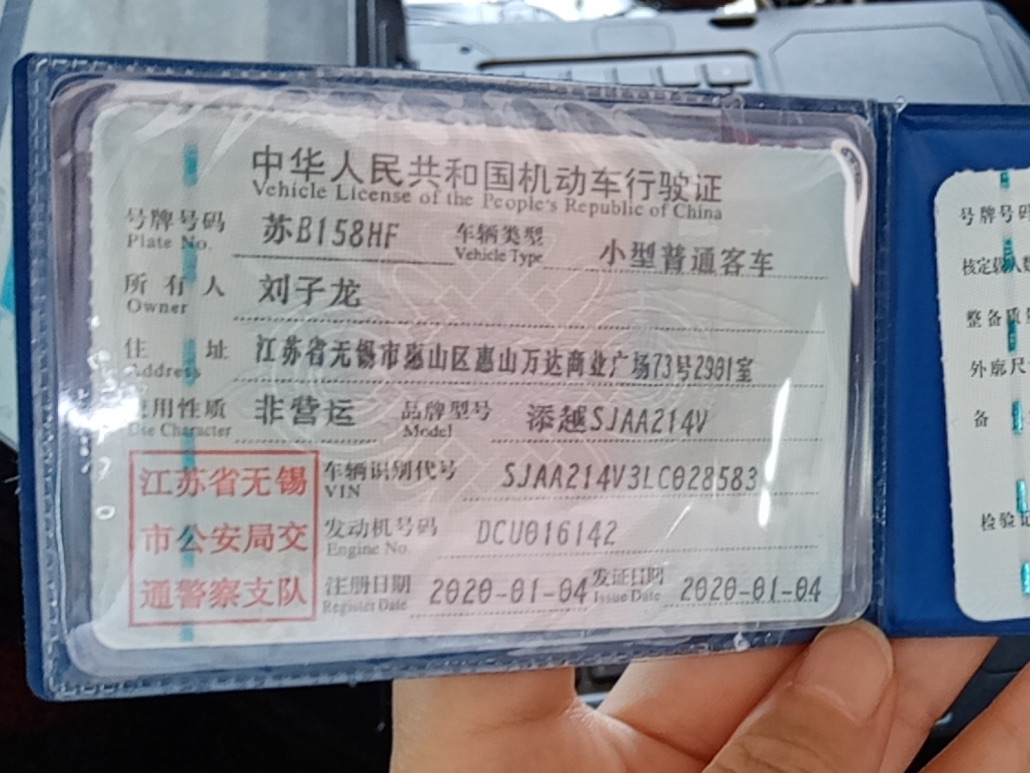 中华人民共和国机动车行驶证
Vehicle License of the People's Republic of China
号牌号码 苏B158HF 车辆类型 小型普通客车
Plate No. Vehicle Type
所有人 刘子龙
Owner
住址 江苏省无锡市惠山区惠山万达商业广场73号2901室
Address
使用性质 非营运 品牌型号 添越SJAA214V
Use Character Model
江苏省无锡
市公安局交
通警察支队
车辆识别代号 SJAA214V3LC028583
VIN
发动机号码 DCU016142
Engine No.
注册日期 2020-01-04 发证日期 2020-01-04
Register Date Issue Date
号牌号码
核定载人数
整备质量
外廓尺
备
检验记